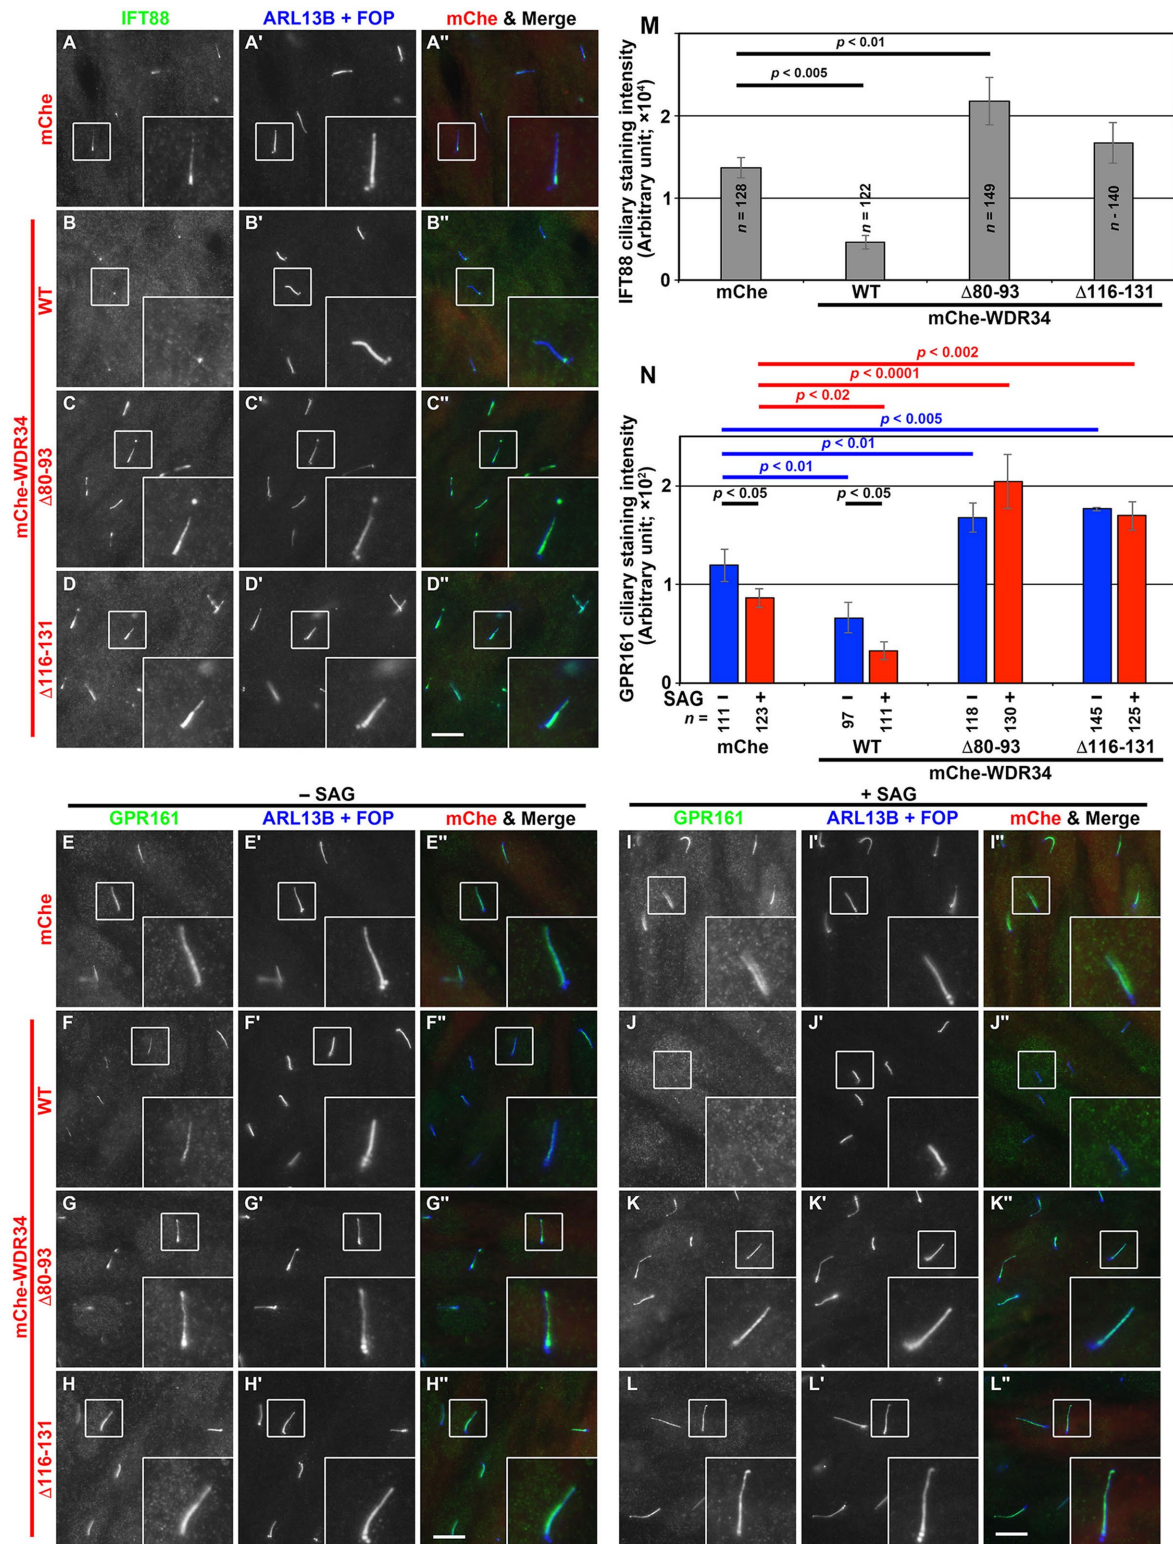 IFT88 ARL13B + FOP mChe & Merge
A A' A"
mChe
B B' B"
WT
C C' C"
Δ80-93
mChe-WDR34
D D' D"
Δ116-131
M
p < 0.01
p < 0.005
IFT88 ciliary staining intensity
(Arbitrary unit; ×10⁴)
2
1
0
n = 128
n = 122
n = 149
n - 140
mChe WT Δ80-93 Δ116-131
mChe-WDR34
N
p < 0.002
p < 0.0001
p < 0.02
p < 0.005
p < 0.01
p < 0.01
p < 0.05 p < 0.05
GPR161 ciliary staining intensity
(Arbitrary unit; ×10²)
2
1
0
SAG – + – + – + – +
n = 111 123 97 111 118 130 145 125
mChe WT Δ80-93 Δ116-131
mChe-WDR34
– SAG
GPR161 ARL13B + FOP mChe & Merge
E E' E"
mChe
F F' F"
WT
G G' G"
Δ80-93
mChe-WDR34
H H' H"
Δ116-131
+ SAG
GPR161 ARL13B + FOP mChe & Merge
I I' I"
J J' J"
K K' K"
L L' L"